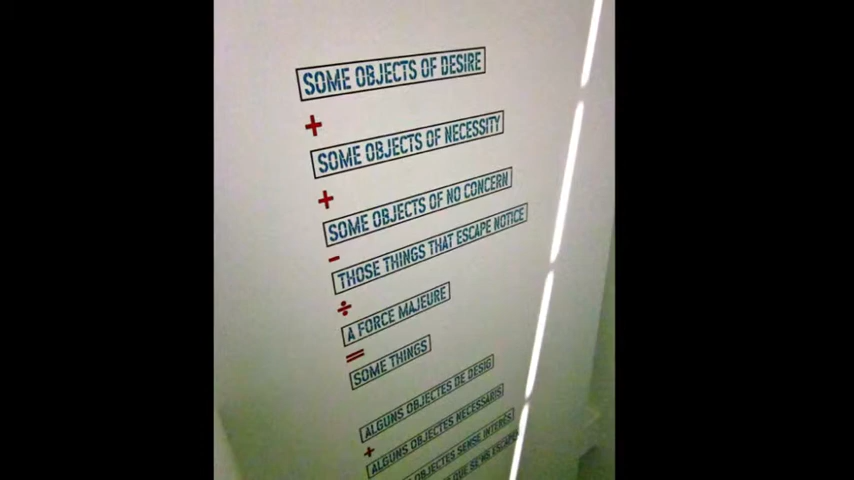 SOME OBJECTS OF DESIRE
+
SOME OBJECTS OF NECESSITY
+
SOME OBJECTS OF NO CONCERN
-
THOSE THINGS THAT ESCAPE NOTICE
÷
A FORCE MAJEURE
=
SOME THINGS
ALGUNS OBJECTES DE DESIG
+
ALGUNS OBJECTES NECESSARIS
OBJECTES SENSE INTERÈS
QUE